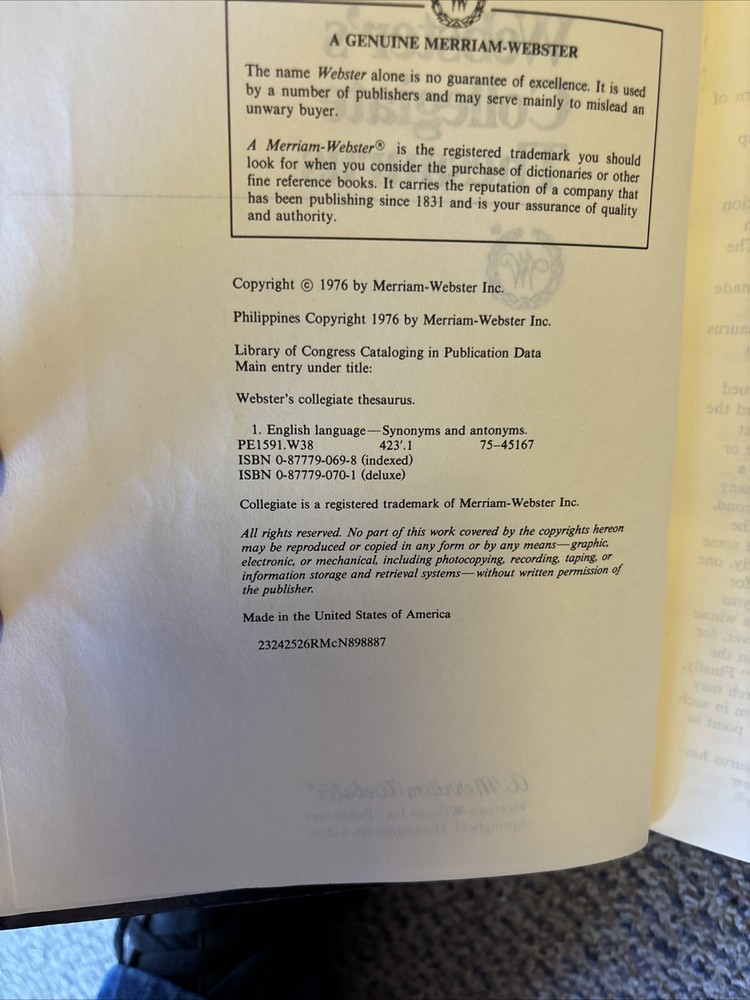 A GENUINE MERRIAM-WEBSTER
The name Webster alone is no guarantee of excellence. It is used
by a number of publishers and may serve mainly to mislead an
unwary buyer.
A Merriam-Webster® is the registered trademark you should
look for when you consider the purchase of dictionaries or other
fine reference books. It carries the reputation of a company that
has been publishing since 1831 and is your assurance of quality
and authority.
Copyright © 1976 by Merriam-Webster Inc.
Philippines Copyright 1976 by Merriam-Webster Inc.
Library of Congress Cataloging in Publication Data
Main entry under title:
Webster's collegiate thesaurus.
1. English language—Synonyms and antonyms.
PE1591.W38 423'.1 75-45167
ISBN 0-87779-069-8 (indexed)
ISBN 0-87779-070-1 (deluxe)
Collegiate is a registered trademark of Merriam-Webster Inc.
All rights reserved. No part of this work covered by the copyrights hereon
may be reproduced or copied in any form or by any means—graphic,
electronic, or mechanical, including photocopying, recording, taping, or
information storage and retrieval systems—without written permission of
the publisher.
Made in the United States of America
23242526RMcN898887